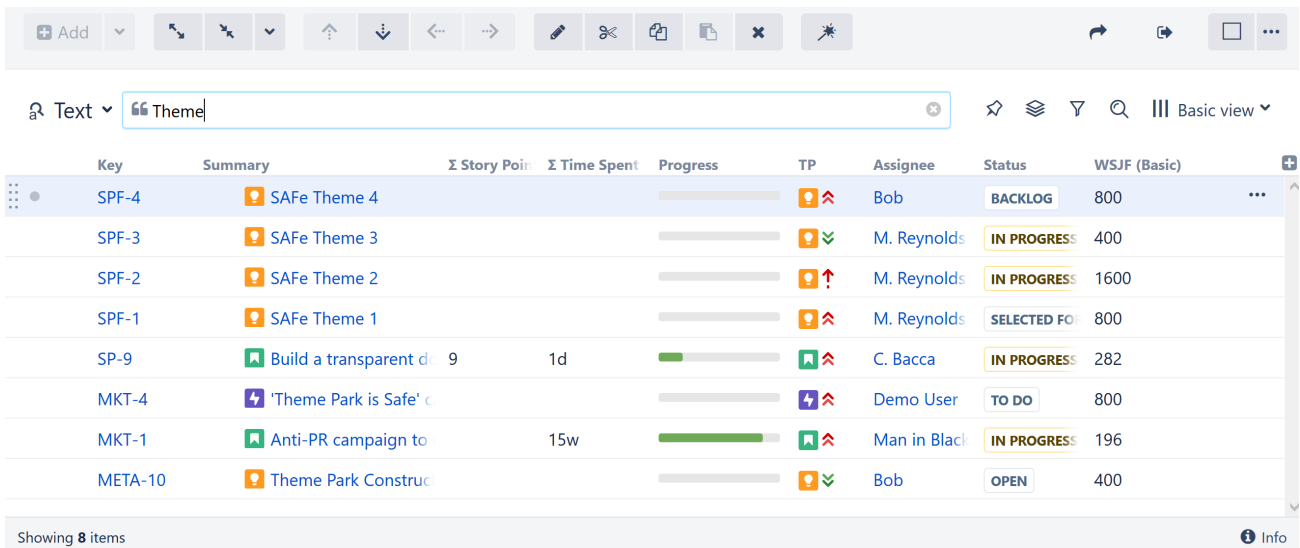 Add
Text Theme Basic view
Key Summary Σ Story Poin Σ Time Spent Progress TP Assignee Status WSJF (Basic)
SPF-4 SAFe Theme 4 Bob BACKLOG 800
SPF-3 SAFe Theme 3 M. Reynolds IN PROGRESS 400
SPF-2 SAFe Theme 2 M. Reynolds IN PROGRESS 1600
SPF-1 SAFe Theme 1 M. Reynolds SELECTED FOR 800
SP-9 Build a transparent do 9 1d C. Bacca IN PROGRESS 282
MKT-4 'Theme Park is Safe' c Demo User TO DO 800
MKT-1 Anti-PR campaign to 15w Man in Black IN PROGRESS 196
META-10 Theme Park Construc Bob OPEN 400
Showing 8 items Info